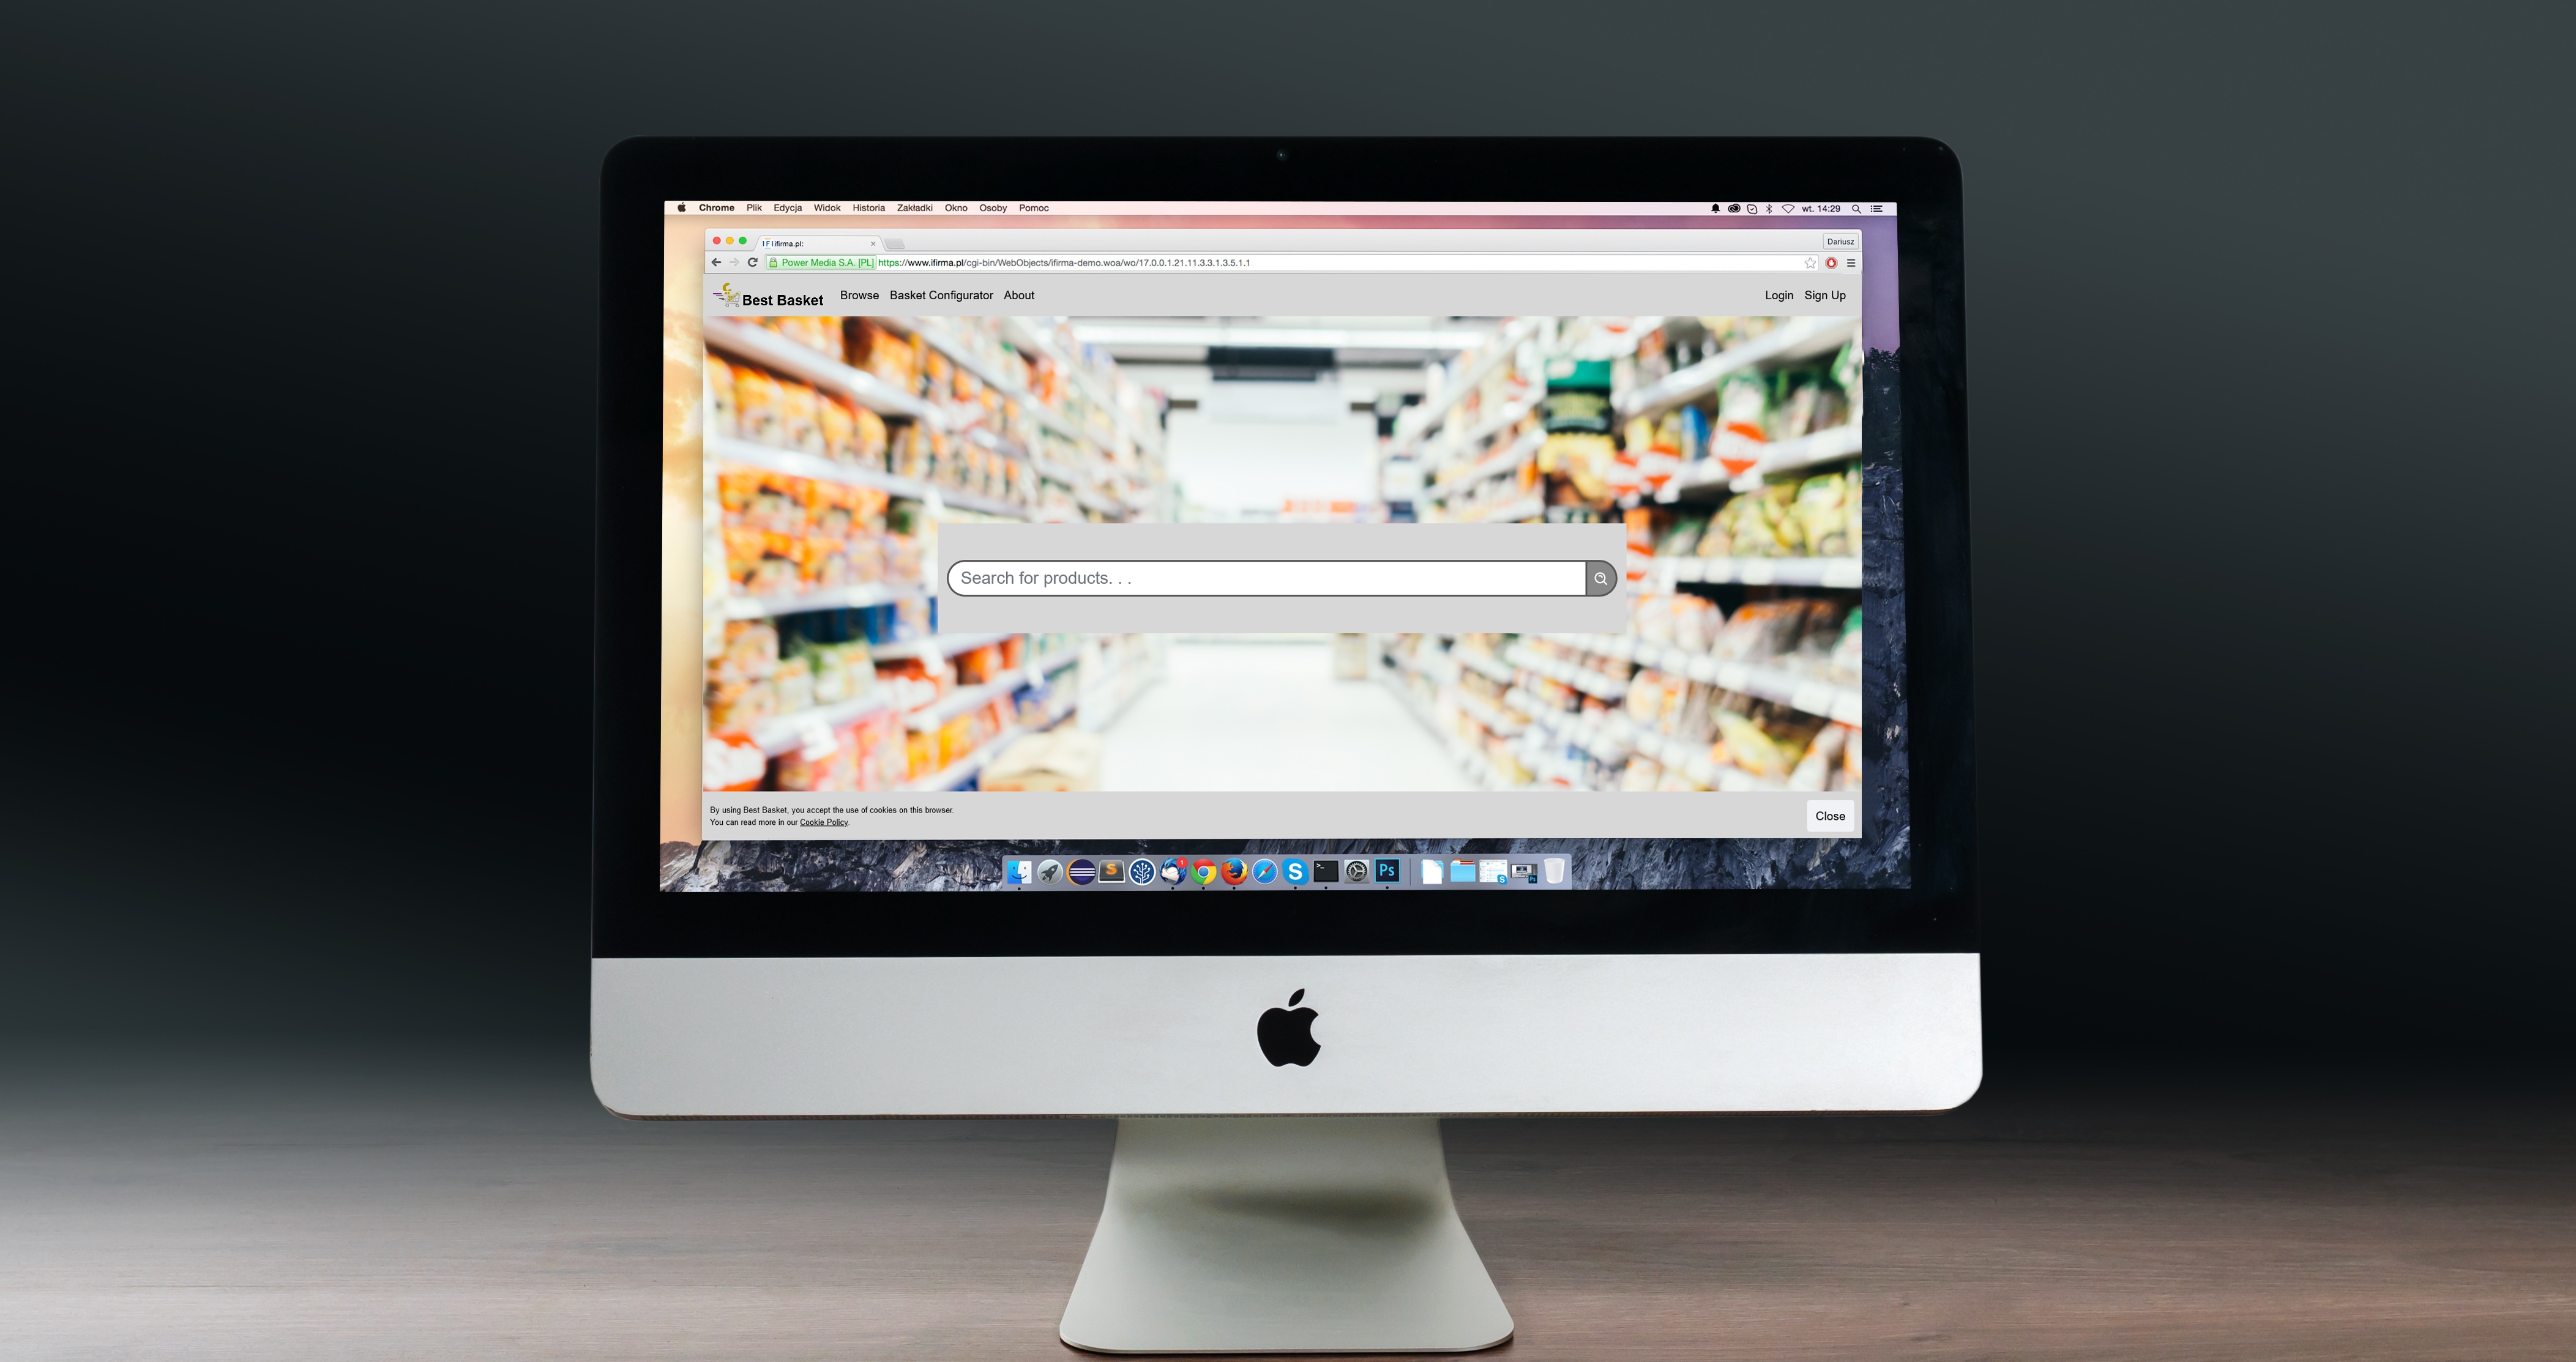 Chrome Plik Edycja Widok Historia Zakładki Okno Osoby Pomoc wt. 14:29
ifirma.pl: Dariusz
Power Media S.A. [PL] https://www.ifirma.pl/cgi-bin/WebObjects/ifirma-demo.woa/wo/17.0.0.1.21.11.3.3.1.3.5.1.1
Best Basket Browse Basket Configurator About Login Sign Up
Search for products. . .
By using Best Basket, you accept the use of cookies on this browser.
You can read more in our Cookie Policy.
Close
1
S
Ps